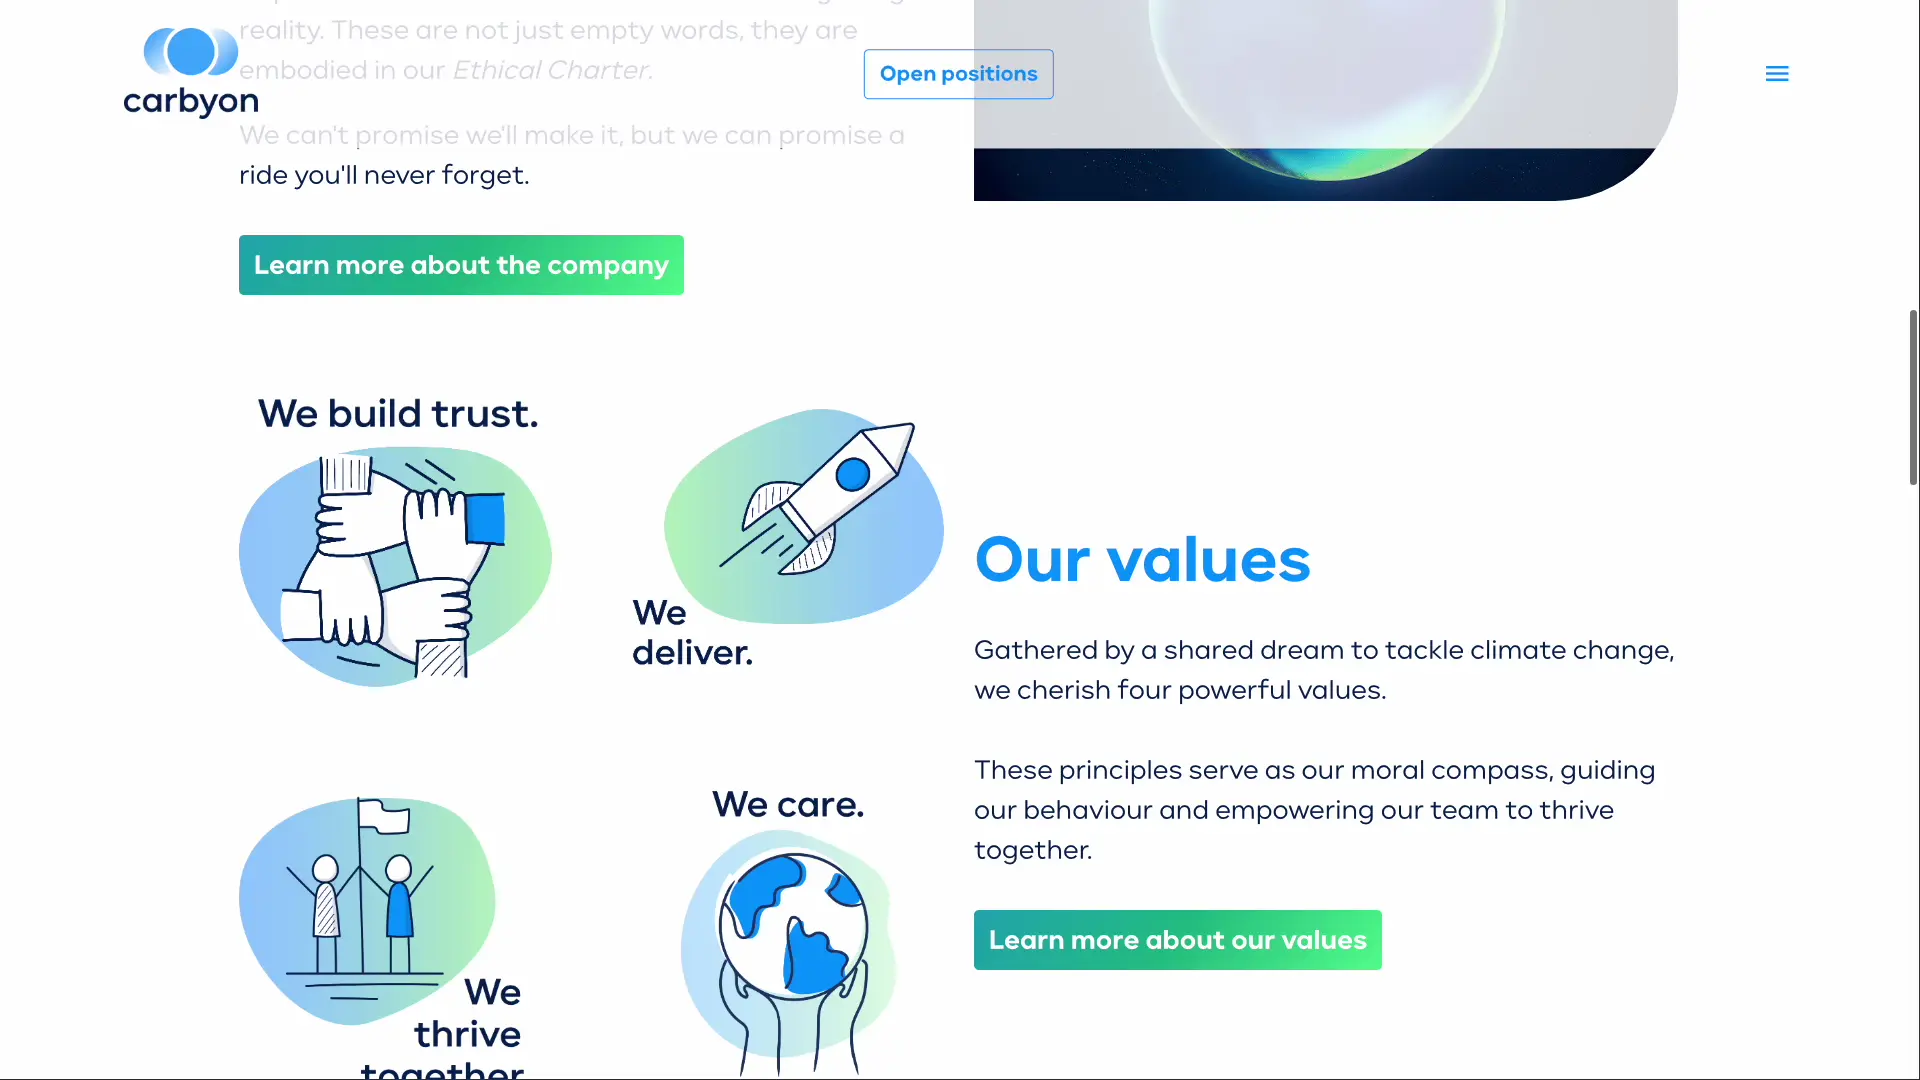 reality. These are not just empty words, they are
embodied in our Ethical Charter.
carbyon
Open positions
We can't promise we'll make it, but we can promise a
ride you'll never forget.
Learn more about the company
We build trust.
We
deliver.
We
thrive
together
We care.
Our values
Gathered by a shared dream to tackle climate change,
we cherish four powerful values.
These principles serve as our moral compass, guiding
our behaviour and empowering our team to thrive
together.
Learn more about our values